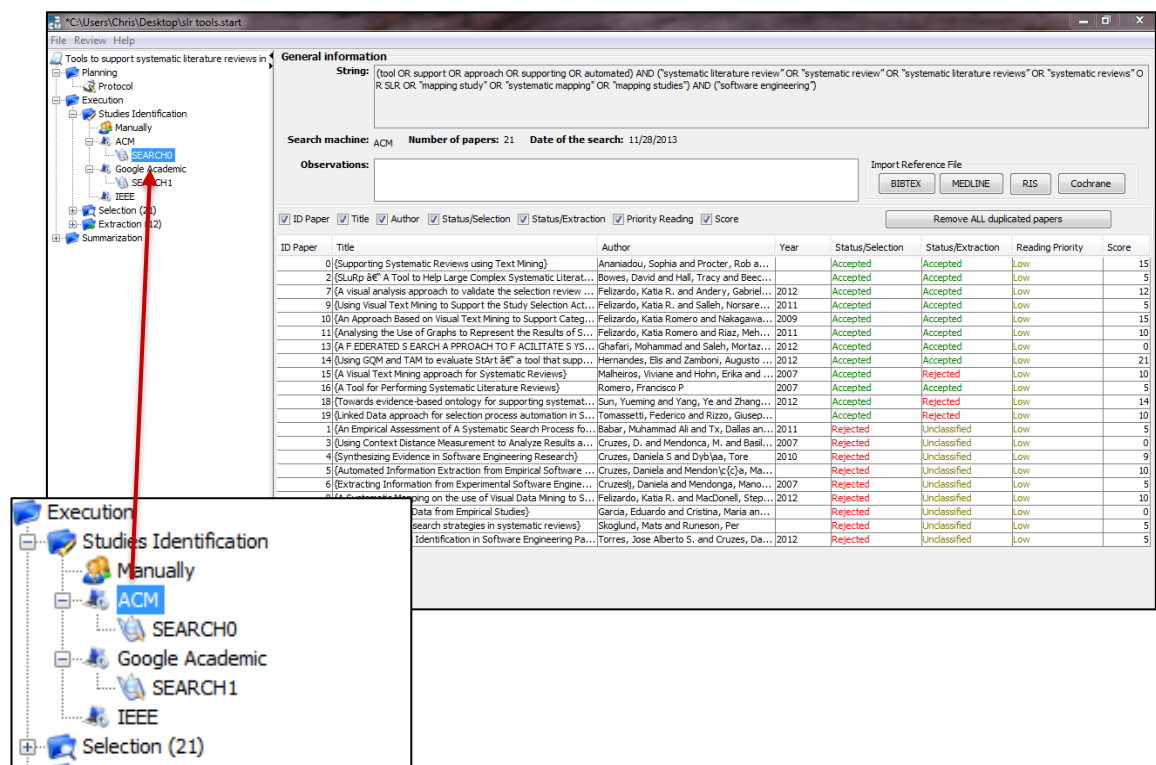 *C:\Users\Chris\Desktop\slr tools.start
File Review Help
Tools to support systematic literature reviews in
Planning
Protocol
Execution
Studies Identification
Manually
ACM
SEARCH0
Google Academic
SEARCH1
IEEE
Selection (21)
Extraction (12)
Summarization
General information
String: (tool OR support OR approach OR supporting OR automated) AND ("systematic literature review" OR "systematic review" OR "systematic literature reviews" OR "systematic reviews" O
R SLR OR "mapping study" OR "systematic mapping" OR "mapping studies") AND ("software engineering")
Search machine: ACM Number of papers: 21 Date of the search: 11/28/2013
Observations:
Import Reference File
BIBTEX MEDLINE RIS Cochrane
ID Paper Title Author Status/Selection Status/Extraction Priority Reading Score Remove ALL duplicated papers
ID Paper Title Author Year Status/Selection Status/Extraction Reading Priority Score
0 {Supporting Systematic Reviews using Text Mining} Ananiadou, Sophia and Procter, Rob a... Accepted Accepted Low 15
2 {SLuRp â€" A Tool to Help Large Complex Systematic Literat... Bowes, David and Hall, Tracy and Beec... Accepted Accepted Low 5
7 {A visual analysis approach to validate the selection review ... Felizardo, Katia R. and Andery, Gabriel... 2012 Accepted Accepted Low 12
9 {Using Visual Text Mining to Support the Study Selection Act... Felizardo, Katia R. and Salleh, Norsare... 2011 Accepted Accepted Low 5
10 {An Approach Based on Visual Text Mining to Support Categ... Felizardo, Katia Romero and Nakagawa... 2009 Accepted Accepted Low 15
11 {Analysing the Use of Graphs to Represent the Results of S... Felizardo, Katia Romero and Riaz, Meh... 2011 Accepted Accepted Low 10
13 {A F EDERATED S EARCH A PPROACH TO F ACILITATE S YS... Ghafari, Mohammad and Saleh, Mortaz... 2012 Accepted Accepted Low 0
14 {Using GQM and TAM to evaluate StArt â€" a tool that supp... Hernandes, Elis and Zamboni, Augusto ... 2012 Accepted Accepted Low 21
15 {A Visual Text Mining approach for Systematic Reviews} Malheiros, Viviane and Hohn, Erika and ... 2007 Accepted Rejected Low 10
16 {A Tool for Performing Systematic Literature Reviews} Romero, Francisco P 2007 Accepted Accepted Low 5
18 {Towards evidence-based ontology for supporting systemat... Sun, Yueming and Yang, Ye and Zhang... 2012 Accepted Rejected Low 14
19 {Linked Data approach for selection process automation in S... Tomassetti, Federico and Rizzo, Giusep... Accepted Rejected Low 10
1 {An Empirical Assessment of A Systematic Search Process fo... Babar, Muhammad Ali and Tx, Dallas an... 2011 Rejected Unclassified Low 5
3 {Using Context Distance Measurement to Analyze Results a... Cruzes, D. and Mendonca, M. and Basil... 2007 Rejected Unclassified Low 0
4 {Synthesizing Evidence in Software Engineering Research} Cruzes, Daniela S and Dyb\aa, Tore 2010 Rejected Unclassified Low 9
5 {Automated Information Extraction from Empirical Software ... Cruzes, Daniela and Mendon\c{c}a, Ma... Rejected Unclassified Low 10
6 {Extracting Information from Experimental Software Engine... Cruzeslj, Daniela and Mendonga, Mano... 2007 Rejected Unclassified Low 5
8 {A Systematic Mapping on the use of Visual Data Mining to S... Felizardo, Katia R. and MacDonell, Step... 2012 Rejected Unclassified Low 10
Data from Empirical Studies} Garcia, Eduardo and Cristina, Maria an... Rejected Unclassified Low 0
search strategies in systematic reviews} Skoglund, Mats and Runeson, Per Rejected Unclassified Low 5
Identification in Software Engineering Pa... Torres, Jose Alberto S. and Cruzes, Da... 2012 Rejected Unclassified Low 5
Execution
Studies Identification
Manually
ACM
SEARCH0
Google Academic
SEARCH1
IEEE
Selection (21)